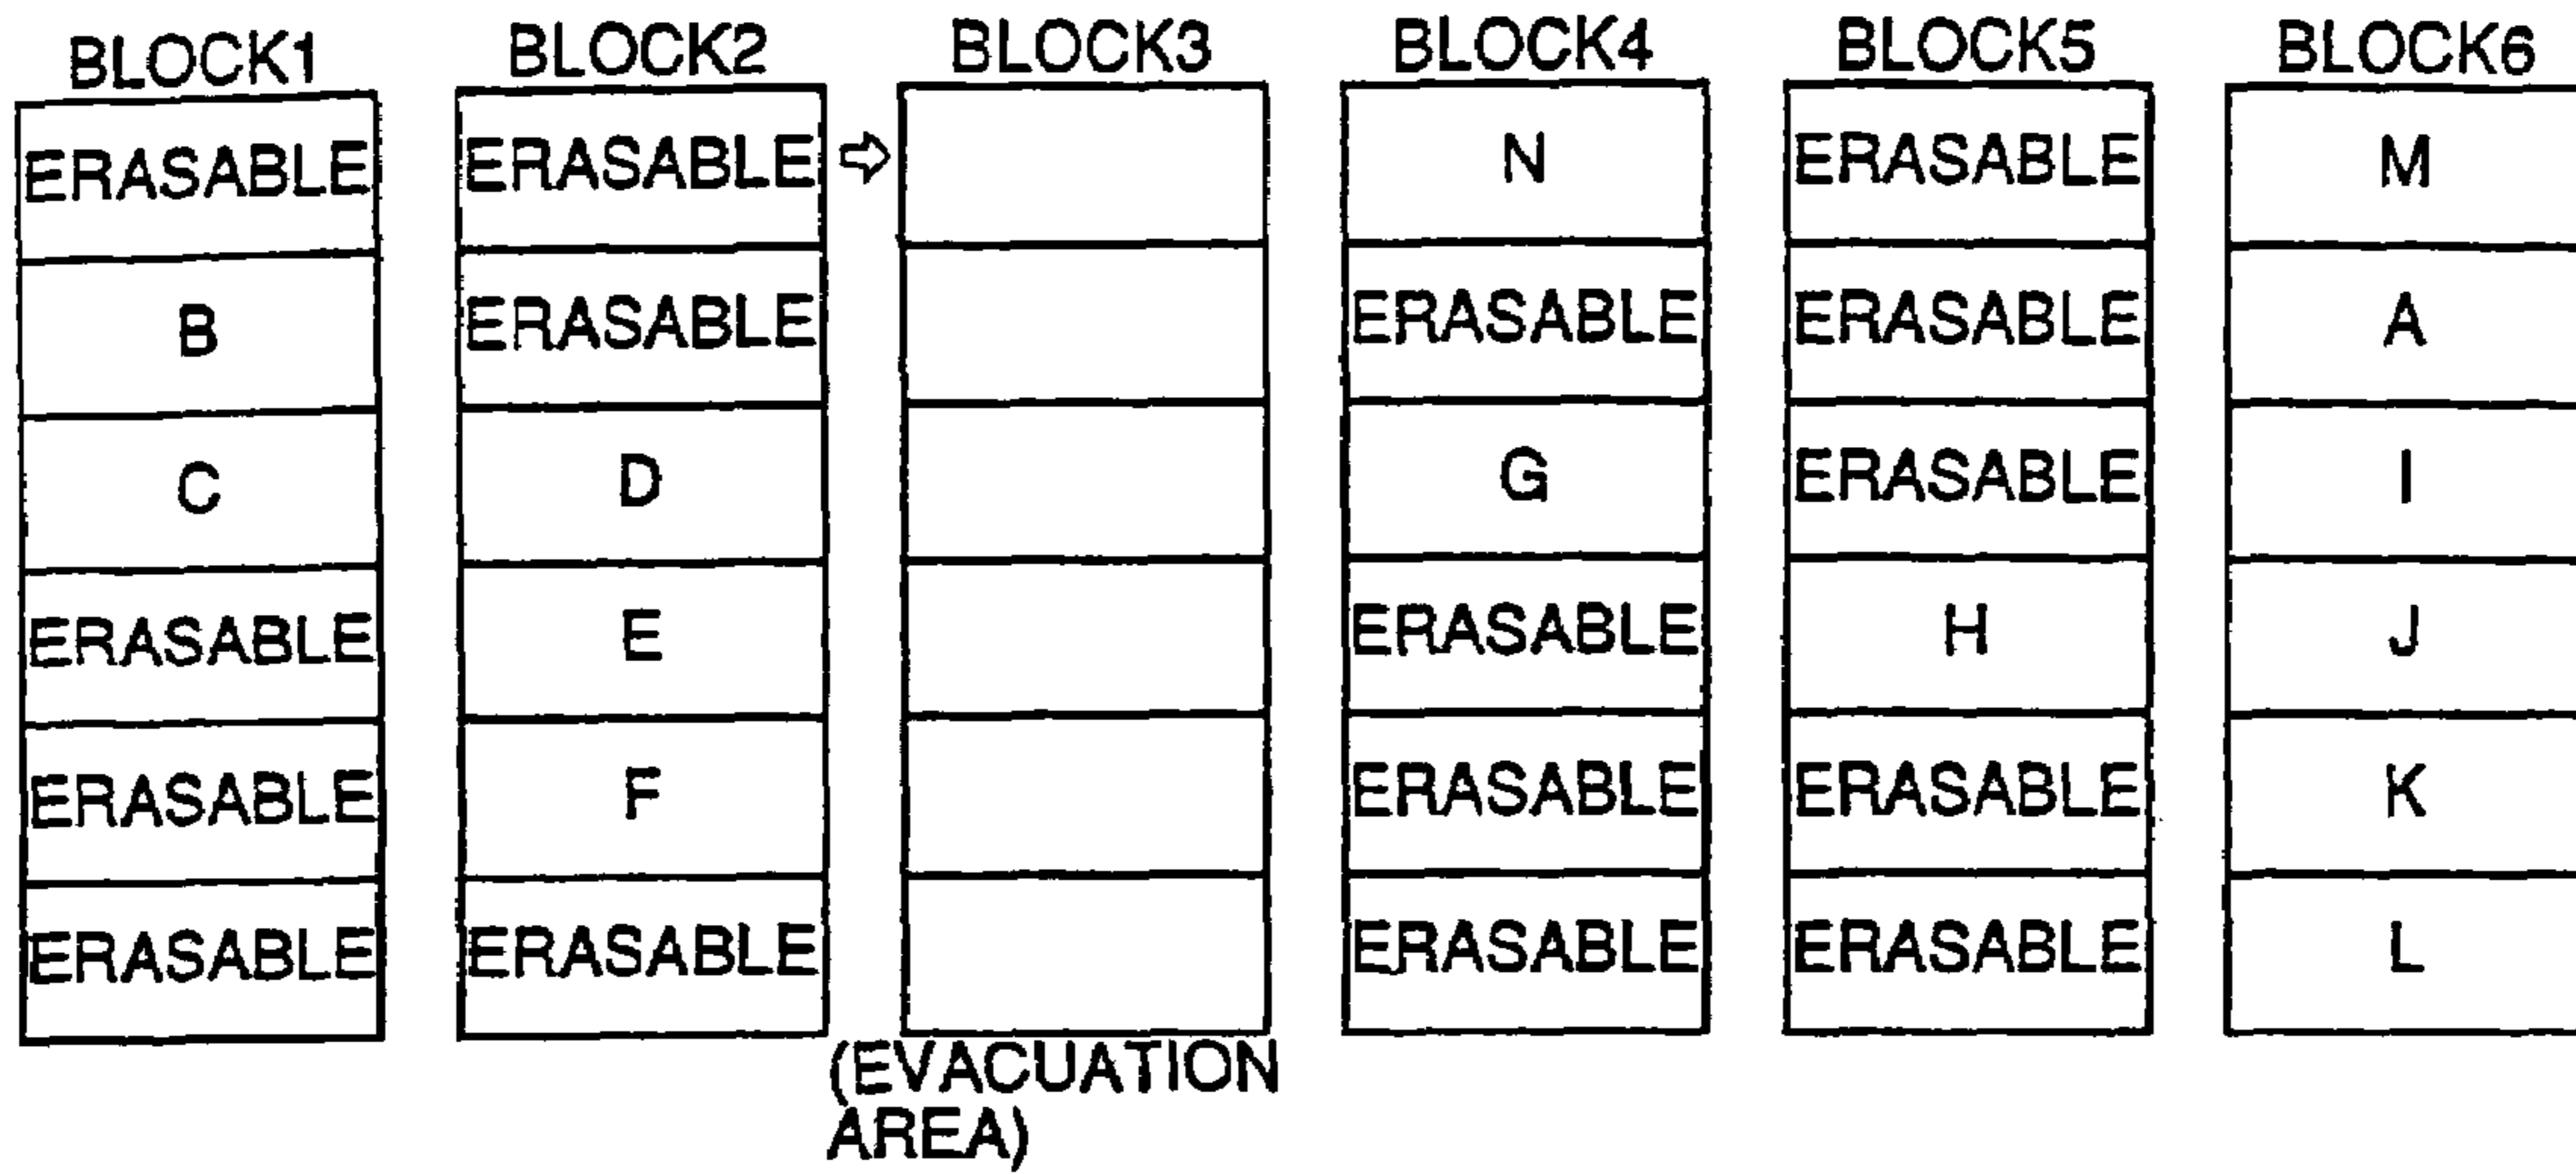 BLOCK1 BLOCK2 BLOCK3 BLOCK4 BLOCK5 BLOCK6
ERASABLE ERASABLE ⇨ N ERASABLE M
B ERASABLE ERASABLE ERASABLE A
C D G ERASABLE I
ERASABLE E ERASABLE H J
ERASABLE F ERASABLE ERASABLE K
ERASABLE ERASABLE ERASABLE ERASABLE L
(EVACUATION
AREA)